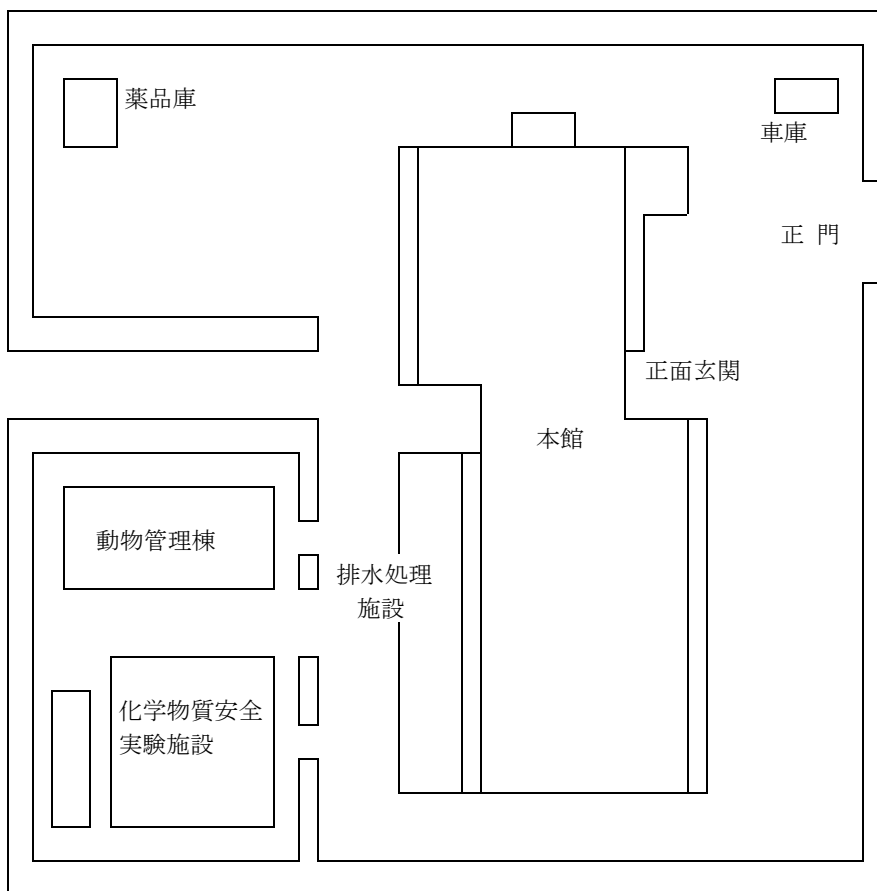 薬品庫
車庫
正 門
正面玄関
本館
動物管理棟
排水処理
施設
化学物質安全
実験施設